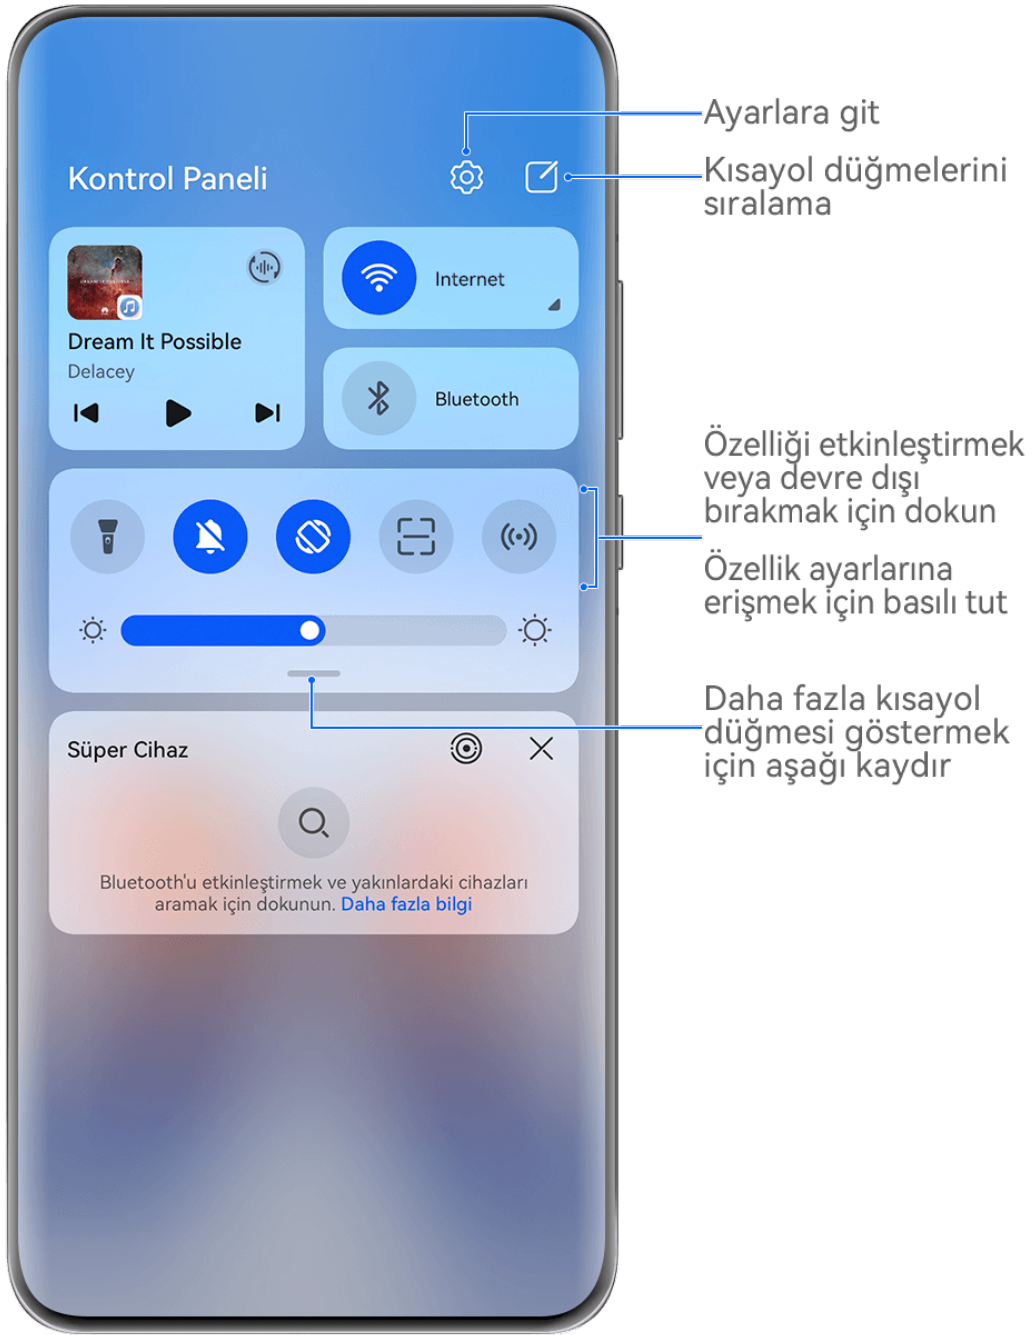 Ayarlara git
Kontrol Paneli
Kısayol düğmelerini
sıralama
Internet
Dream It Possible
Delacey
Bluetooth
Özelliği etkinleştirmek
veya devre dışı
bırakmak için dokun
Özellik ayarlarına
erişmek için basılı tut
Daha fazla kısayol
düğmesi göstermek
için aşağı kaydır
Süper Cihaz
Bluetooth'u etkinleştirmek ve yakınlardaki cihazları
aramak için dokunun. Daha fazla bilgi